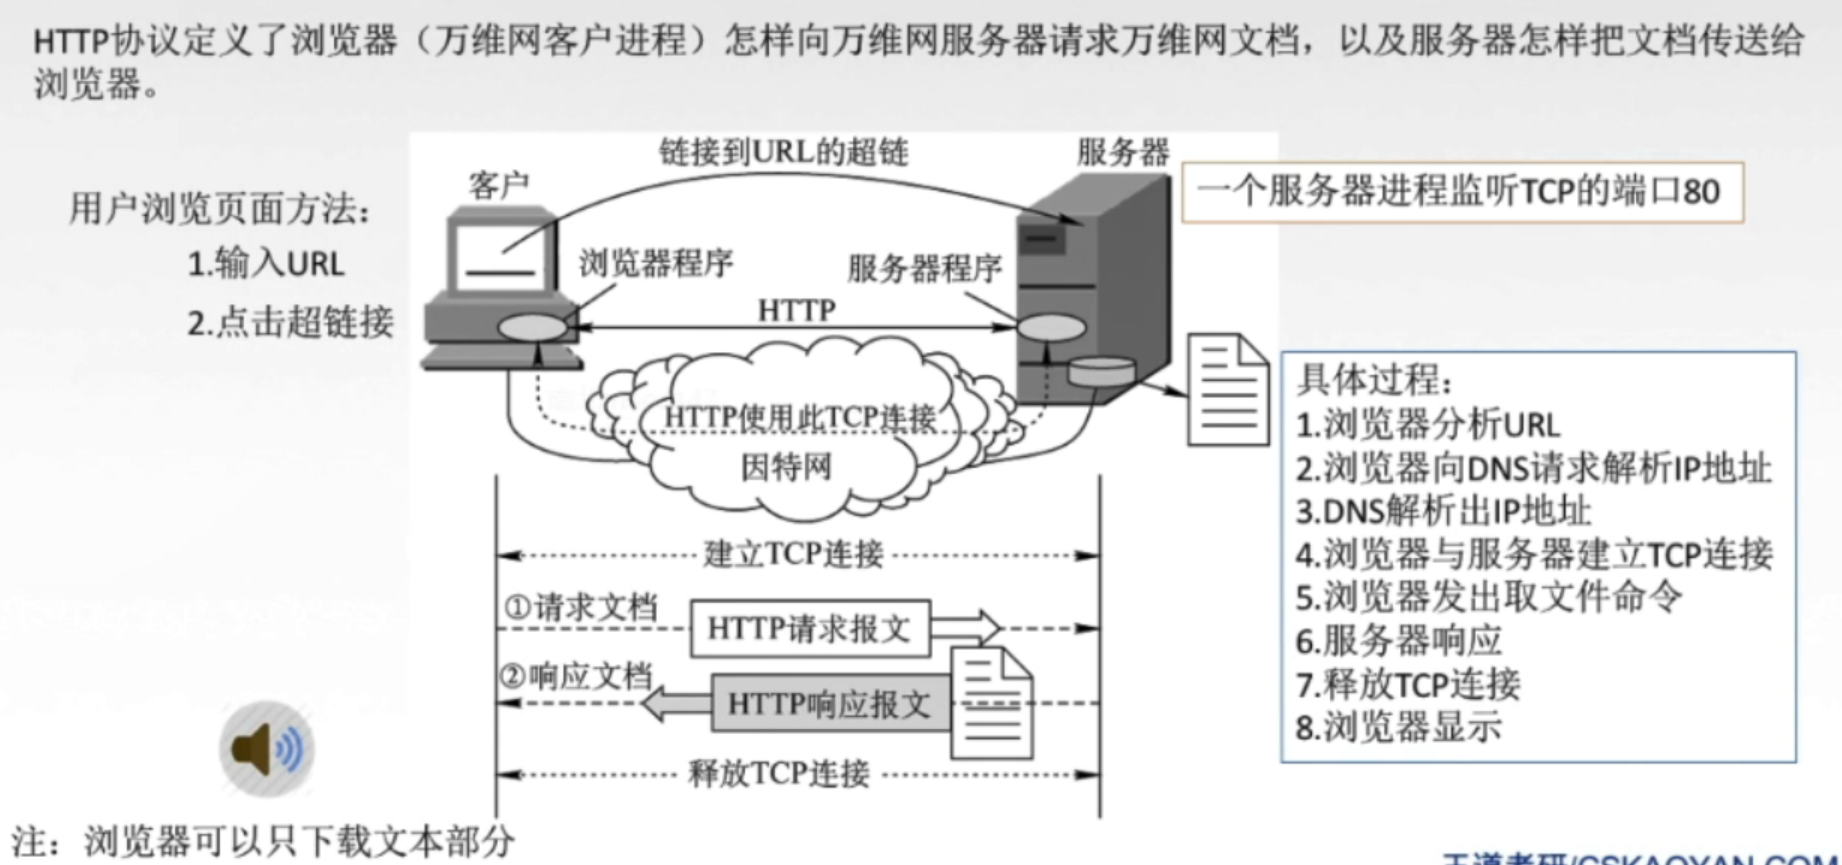 HTTP协议定义了浏览器（万维网客户进程）怎样向万维网服务器请求万维网文档，以及服务器怎样把文档传送给
浏览器。
用户浏览页面方法：
1.输入URL
2.点击超链接
链接到URL的超链
客户
服务器
一个服务器进程监听TCP的端口80
浏览器程序
服务器程序
HTTP
HTTP使用此TCP连接
因特网
建立TCP连接
①请求文档
HTTP请求报文
②响应文档
HTTP响应报文
释放TCP连接
具体过程：
1.浏览器分析URL
2.浏览器向DNS请求解析IP地址
3.DNS解析出IP地址
4.浏览器与服务器建立TCP连接
5.浏览器发出取文件命令
6.服务器响应
7.释放TCP连接
8.浏览器显示
注：浏览器可以只下载文本部分
王道考研/CSKAOYAN.COM